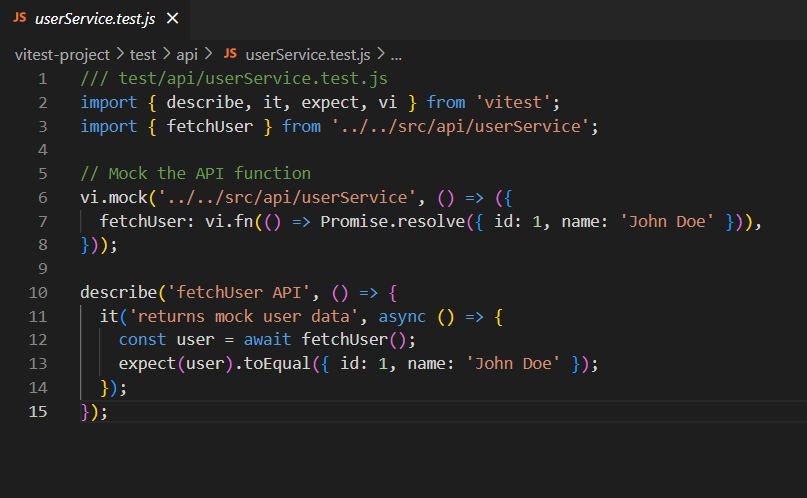 JS userService.test.js ×
vitest-project > test > api > JS userService.test.js > ...
1 /// test/api/userService.test.js
2 import { describe, it, expect, vi } from 'vitest';
3 import { fetchUser } from '../../src/api/userService';
4
5 // Mock the API function
6 vi.mock('../../src/api/userService', () => ({
7   fetchUser: vi.fn(() => Promise.resolve({ id: 1, name: 'John Doe' })),
8 }));
9
10 describe('fetchUser API', () => {
11   it('returns mock user data', async () => {
12     const user = await fetchUser();
13     expect(user).toEqual({ id: 1, name: 'John Doe' });
14   });
15 });